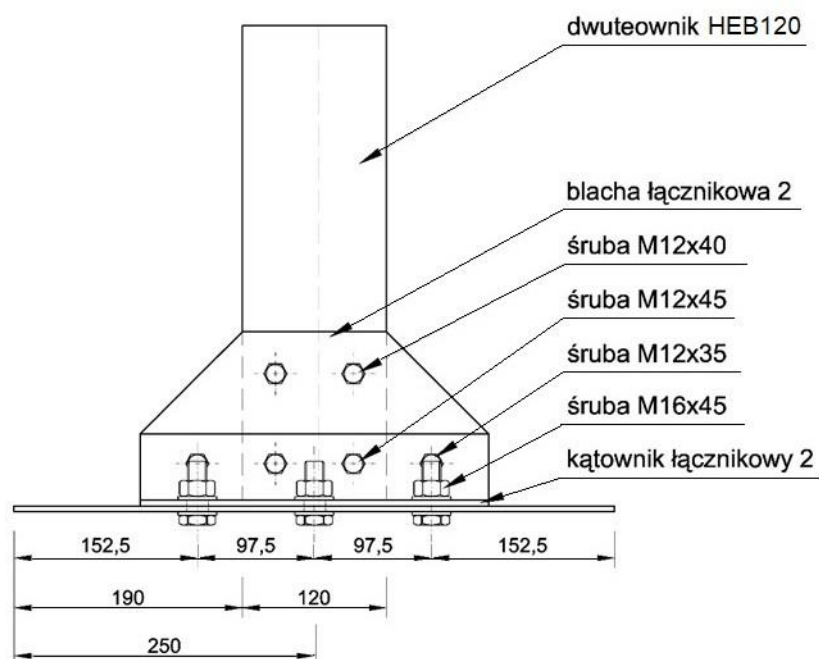 dwuteownik HEB120
blacha łącznikowa 2
śruba M12x40
śruba M12x45
śruba M12x35
śruba M16x45
kątownik łącznikowy 2
152,5
97,5
97,5
152,5
190
120
250